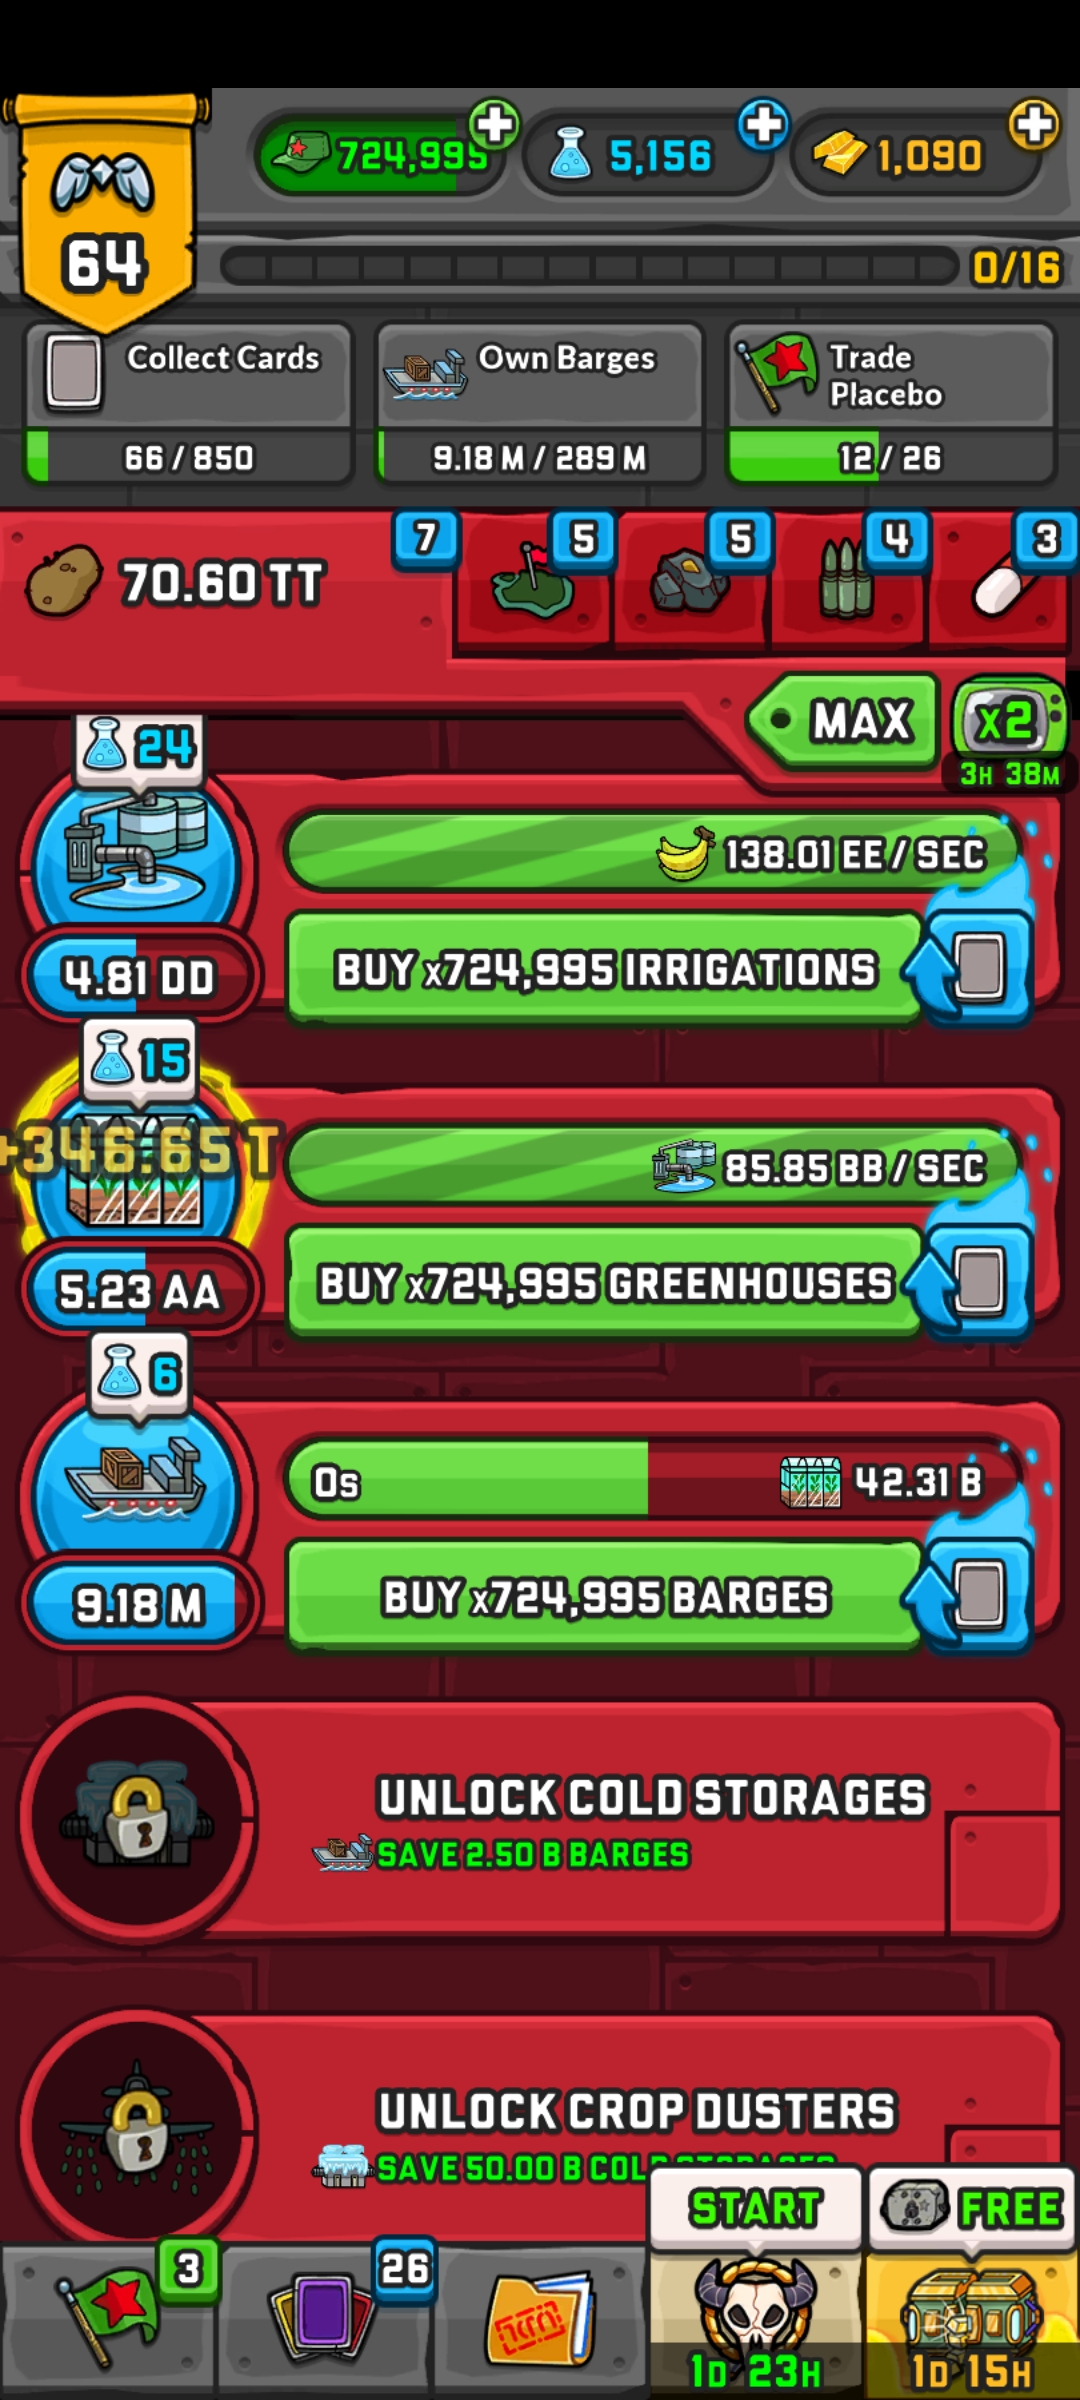 724,995
5,156
1,090
64
0/16
Collect Cards
66 / 850
Own Barges
9.18 M / 289 M
Trade
Placebo
12 / 26
70.60 TT
7
5
5
4
3
MAX
x2
3H 38M
24
138.01 EE / SEC
4.81 DD
BUY x724,995 IRRIGATIONS
15
+346.65 T
85.85 BB / SEC
5.23 AA
BUY x724,995 GREENHOUSES
6
0s
42.31 B
9.18 M
BUY x724,995 BARGES
UNLOCK COLD STORAGES
SAVE 2.50 B BARGES
UNLOCK CROP DUSTERS
SAVE 50.00 B COLD STORAGES
START
FREE
3
26
1D 23H
1D 15H